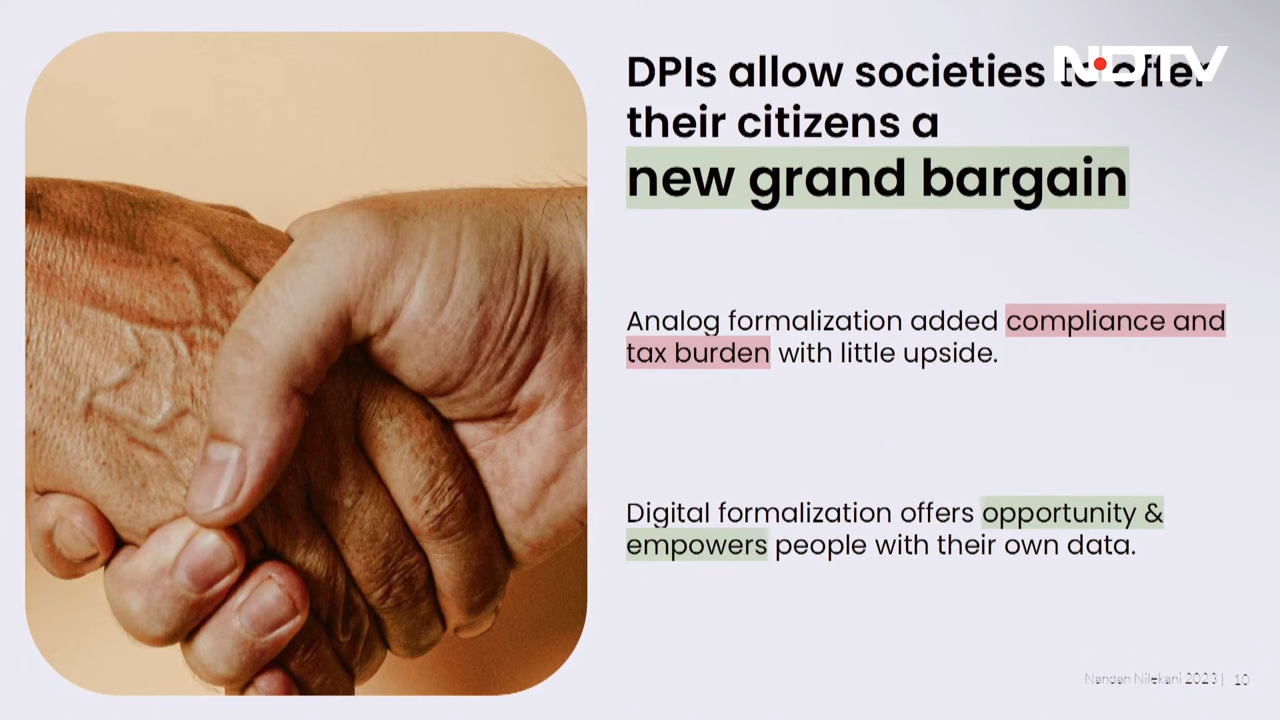 NDTV
DPIs allow societies to offer
their citizens a
new grand bargain
Analog formalization added compliance and
tax burden with little upside.
Digital formalization offers opportunity &
empowers people with their own data.
Nandan Nilekani 2023 | 10